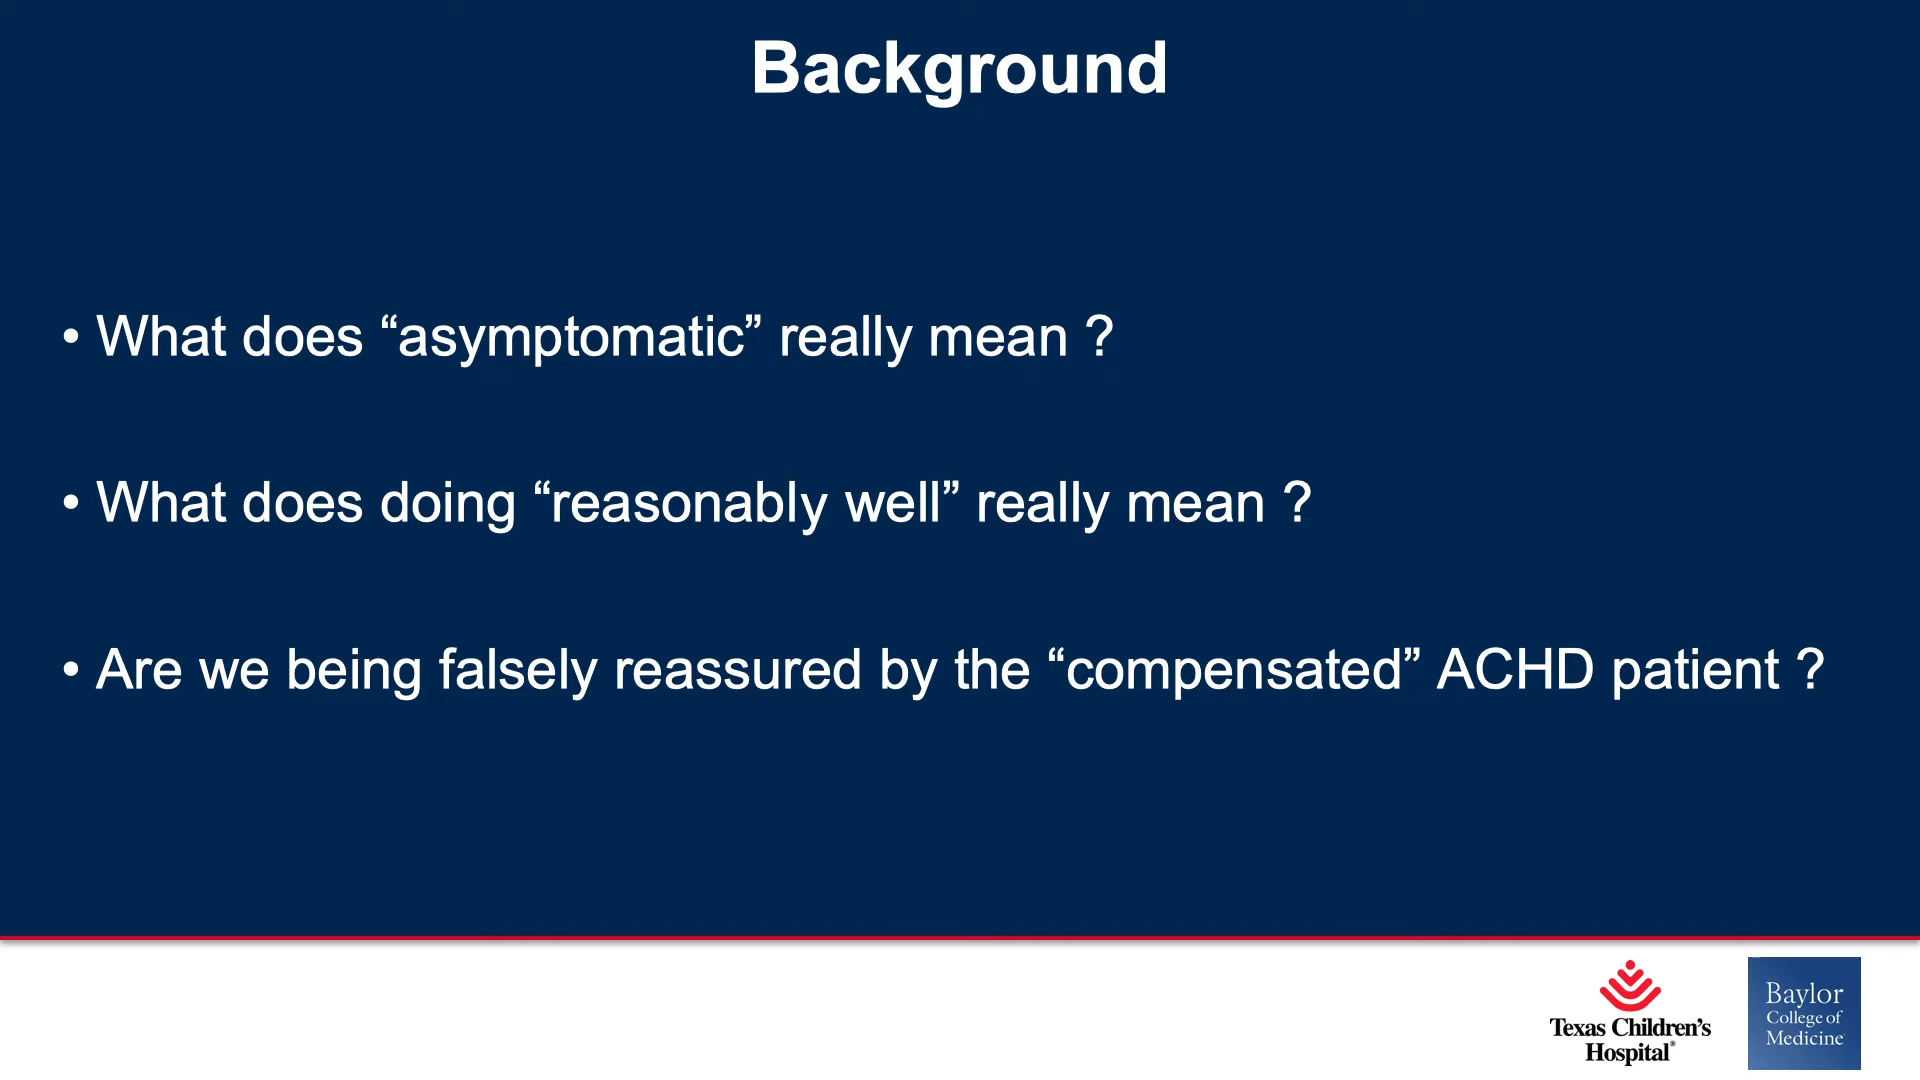 Background
• What does “asymptomatic” really mean ?
• What does doing “reasonably well” really mean ?
• Are we being falsely reassured by the “compensated” ACHD patient ?
Texas Children's
Hospital®
Baylor
College of
Medicine